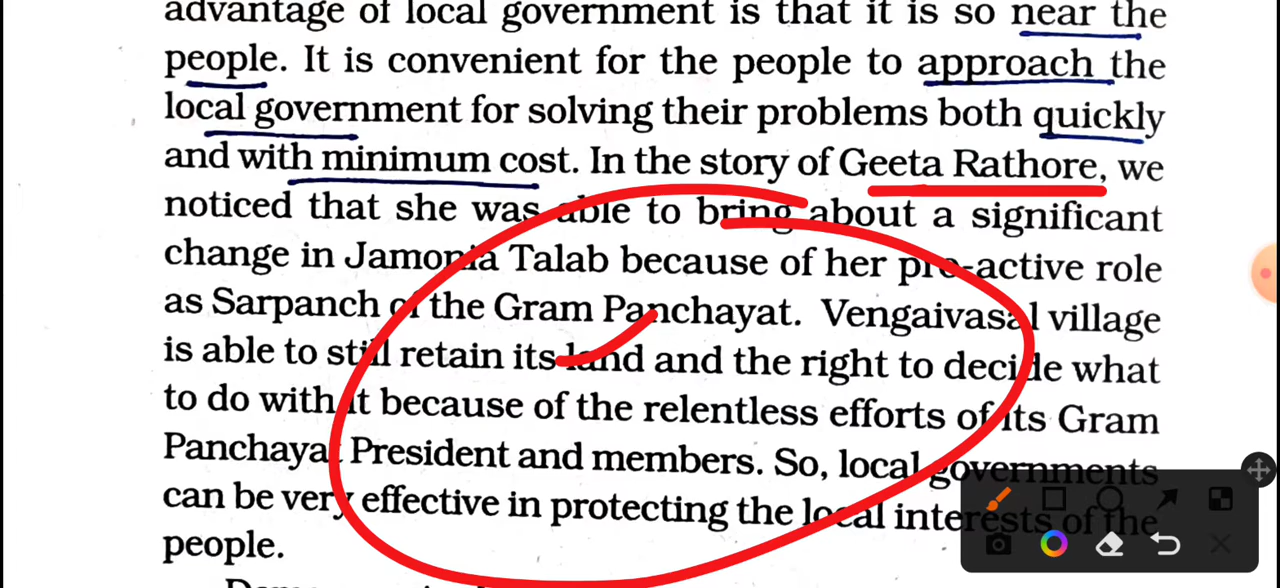 advantage of local government is that it is so near the
people. It is convenient for the people to approach the
local government for solving their problems both quickly
and with minimum cost. In the story of Geeta Rathore, we
noticed that she was able to bring about a significant
change in Jamonia Talab because of her pro-active role
as Sarpanch of the Gram Panchayat. Vengaivasal village
is able to still retain its land and the right to decide what
to do with it because of the relentless efforts of its Gram
Panchayat President and members. So, local governments
can be very effective in protecting the local interests of the
people.